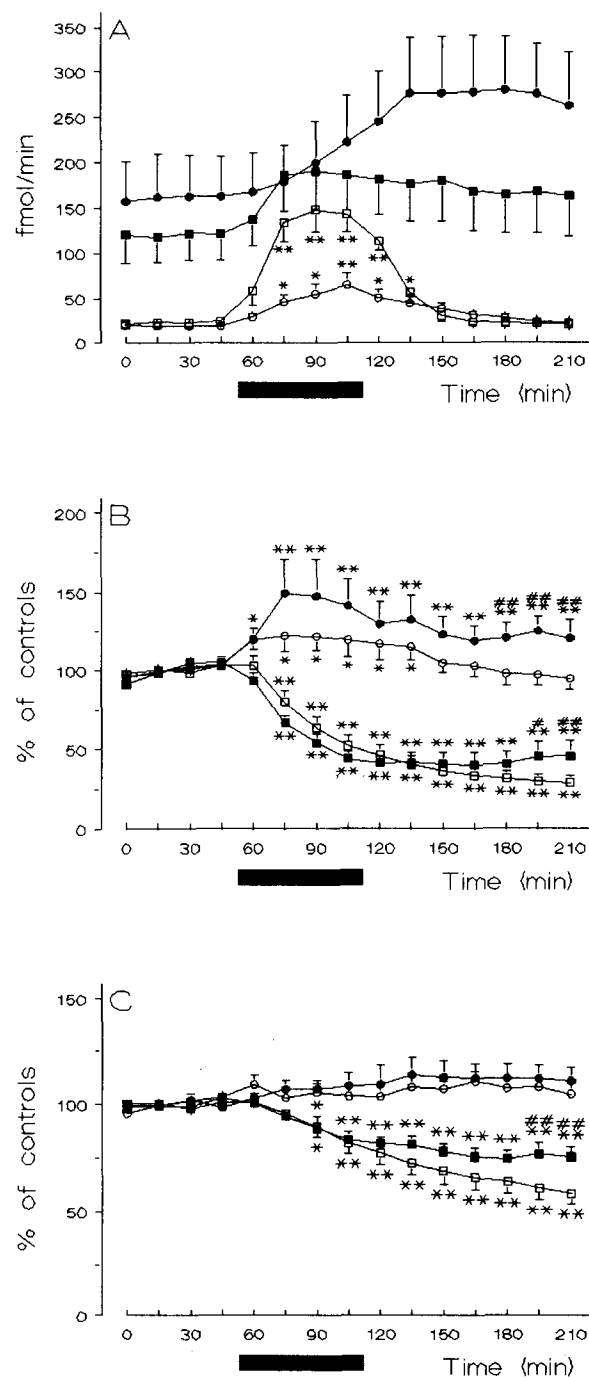 A
350
300
250
200
150
100
50
0
fmol/min
** ** ** **
* * ** * *
0 30 60 90 120 150 180 210
Time (min)
B
200
150
100
50
0
% of controls
* ** ** ** ** ** ** ** ## ** ## ** ## **
* * * * *
** ** ** ** ** ** ** ** # ** ## **
** ** ** ** ** ** ** ** ** **
0 30 60 90 120 150 180 210
Time (min)
C
150
100
50
0
% of controls
* ** ** ** ** ** ** ## ** ## **
* ** ** ** ** ** ** ** **
0 30 60 90 120 150 180 210
Time (min)